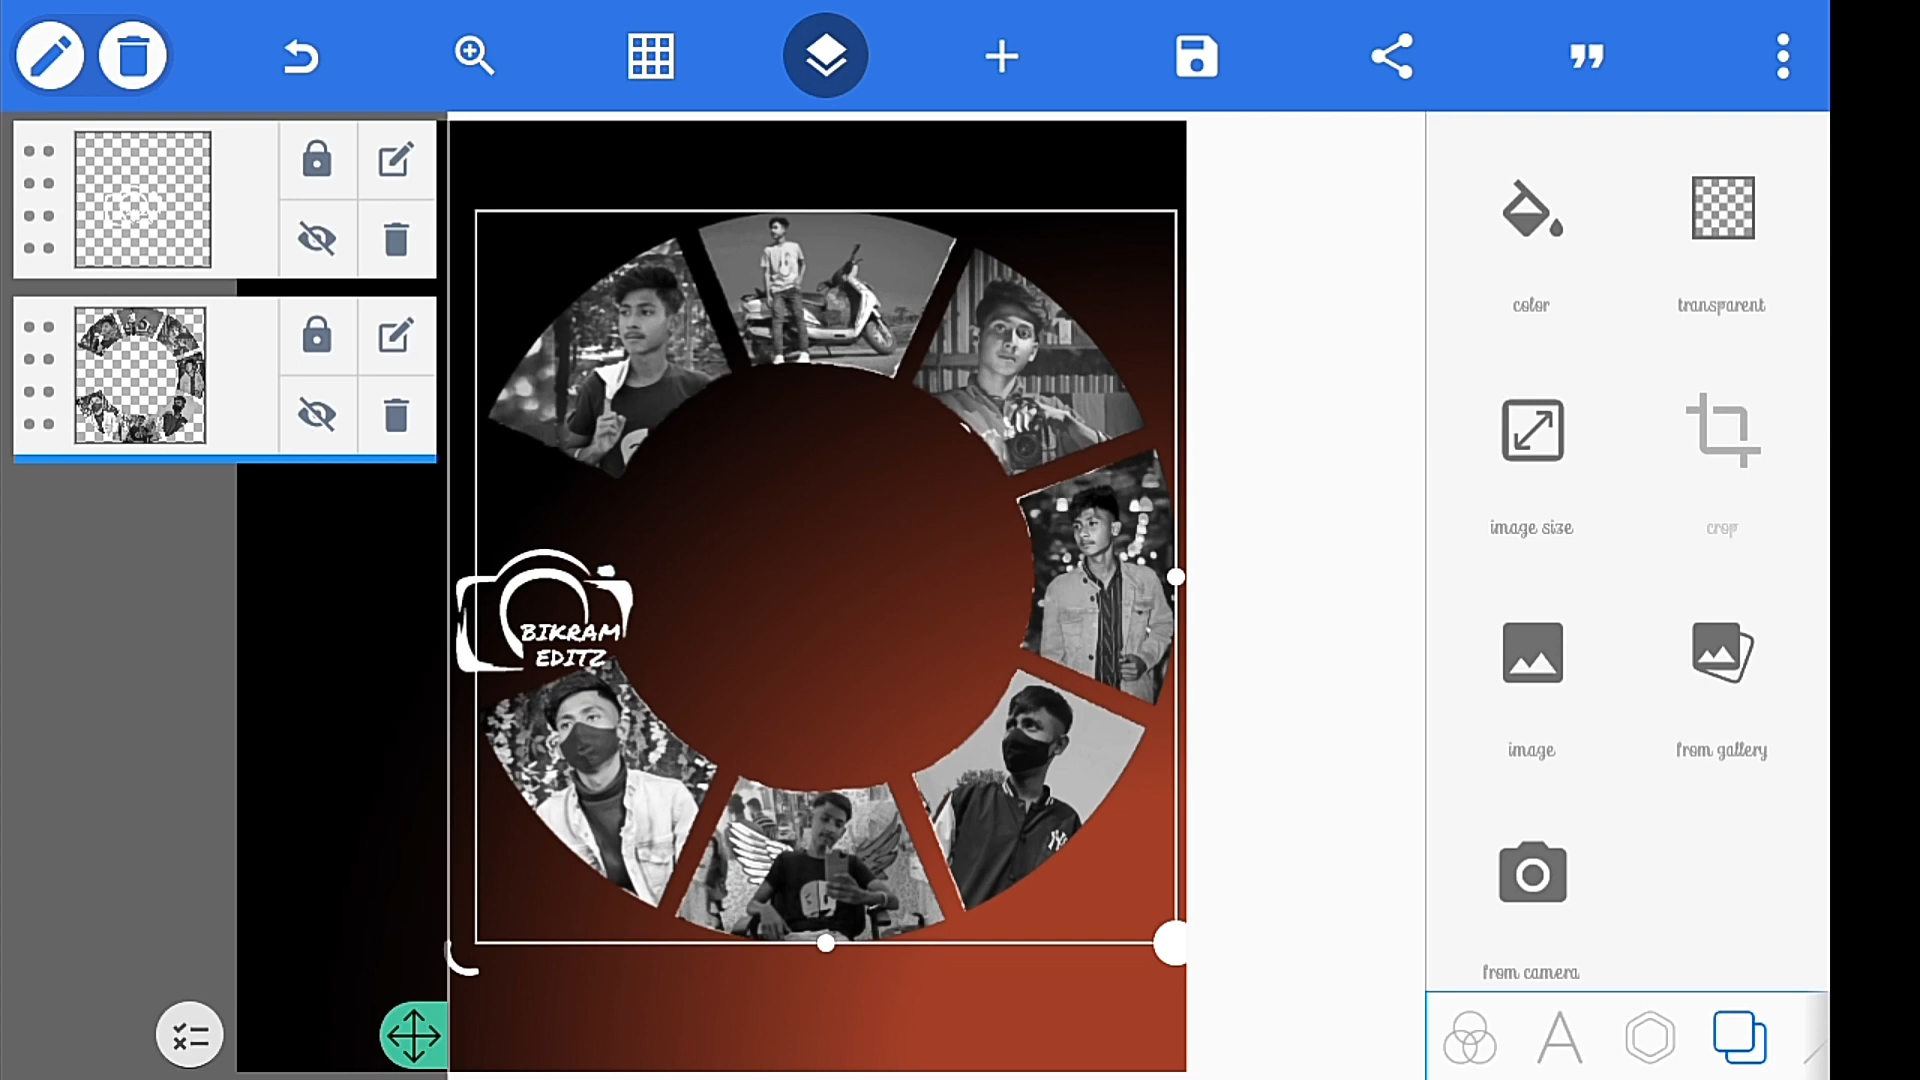 color
transparent
image size
crop
image
from gallery
from camera
BIKRAM
EDITZ